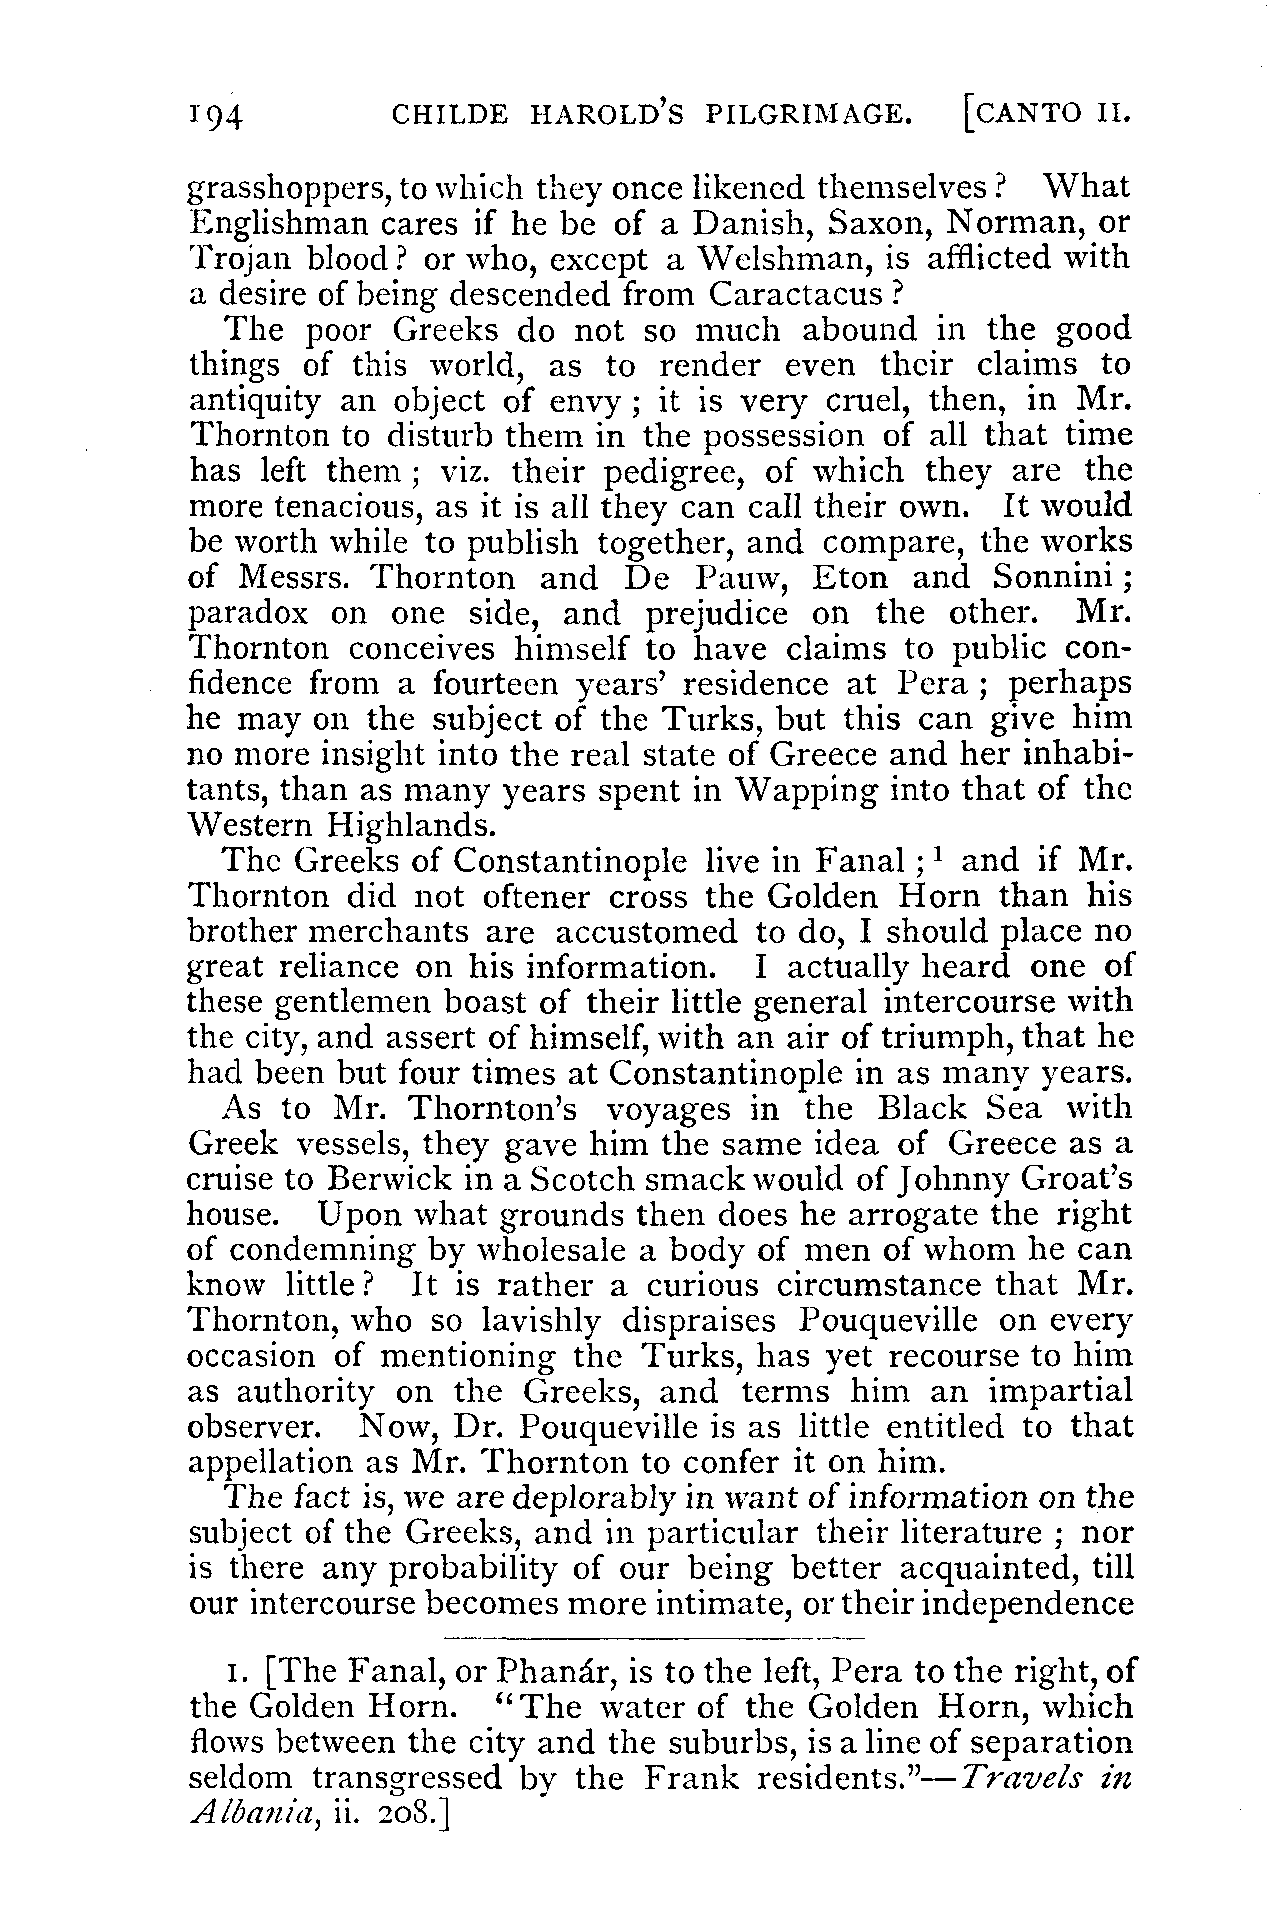 194 CHILDE HAROLD'S PILGRIMAGE. [CANTO II.
grasshoppers, to which they once likened themselves? What
Englishman cares if he be of a Danish, Saxon, Norman, or
Trojan blood? or who, except a Welshman, is afflicted with
a desire of being descended from Caractacus?
The poor Greeks do not so much abound in the good
things of this world, as to render even their claims to
antiquity an object of envy; it is very cruel, then, in Mr.
Thornton to disturb them in the possession of all that time
has left them; viz. their pedigree, of which they are the
more tenacious, as it is all they can call their own. It would
be worth while to publish together, and compare, the works
of Messrs. Thornton and De Pauw, Eton and Sonnini;
paradox on one side, and prejudice on the other. Mr.
Thornton conceives himself to have claims to public con-
fidence from a fourteen years' residence at Pera; perhaps
he may on the subject of the Turks, but this can give him
no more insight into the real state of Greece and her inhabi-
tants, than as many years spent in Wapping into that of the
Western Highlands.
The Greeks of Constantinople live in Fanal;¹ and if Mr.
Thornton did not oftener cross the Golden Horn than his
brother merchants are accustomed to do, I should place no
great reliance on his information. I actually heard one of
these gentlemen boast of their little general intercourse with
the city, and assert of himself, with an air of triumph, that he
had been but four times at Constantinople in as many years.
As to Mr. Thornton's voyages in the Black Sea with
Greek vessels, they gave him the same idea of Greece as a
cruise to Berwick in a Scotch smack would of Johnny Groat's
house. Upon what grounds then does he arrogate the right
of condemning by wholesale a body of men of whom he can
know little? It is rather a curious circumstance that Mr.
Thornton, who so lavishly dispraises Pouqueville on every
occasion of mentioning the Turks, has yet recourse to him
as authority on the Greeks, and terms him an impartial
observer. Now, Dr. Pouqueville is as little entitled to that
appellation as Mr. Thornton to confer it on him.
The fact is, we are deplorably in want of information on the
subject of the Greeks, and in particular their literature; nor
is there any probability of our being better acquainted, till
our intercourse becomes more intimate, or their independence
1. [The Fanal, or Phanár, is to the left, Pera to the right, of
the Golden Horn. "The water of the Golden Horn, which
flows between the city and the suburbs, is a line of separation
seldom transgressed by the Frank residents."—Travels in
Albania, ii. 208.]